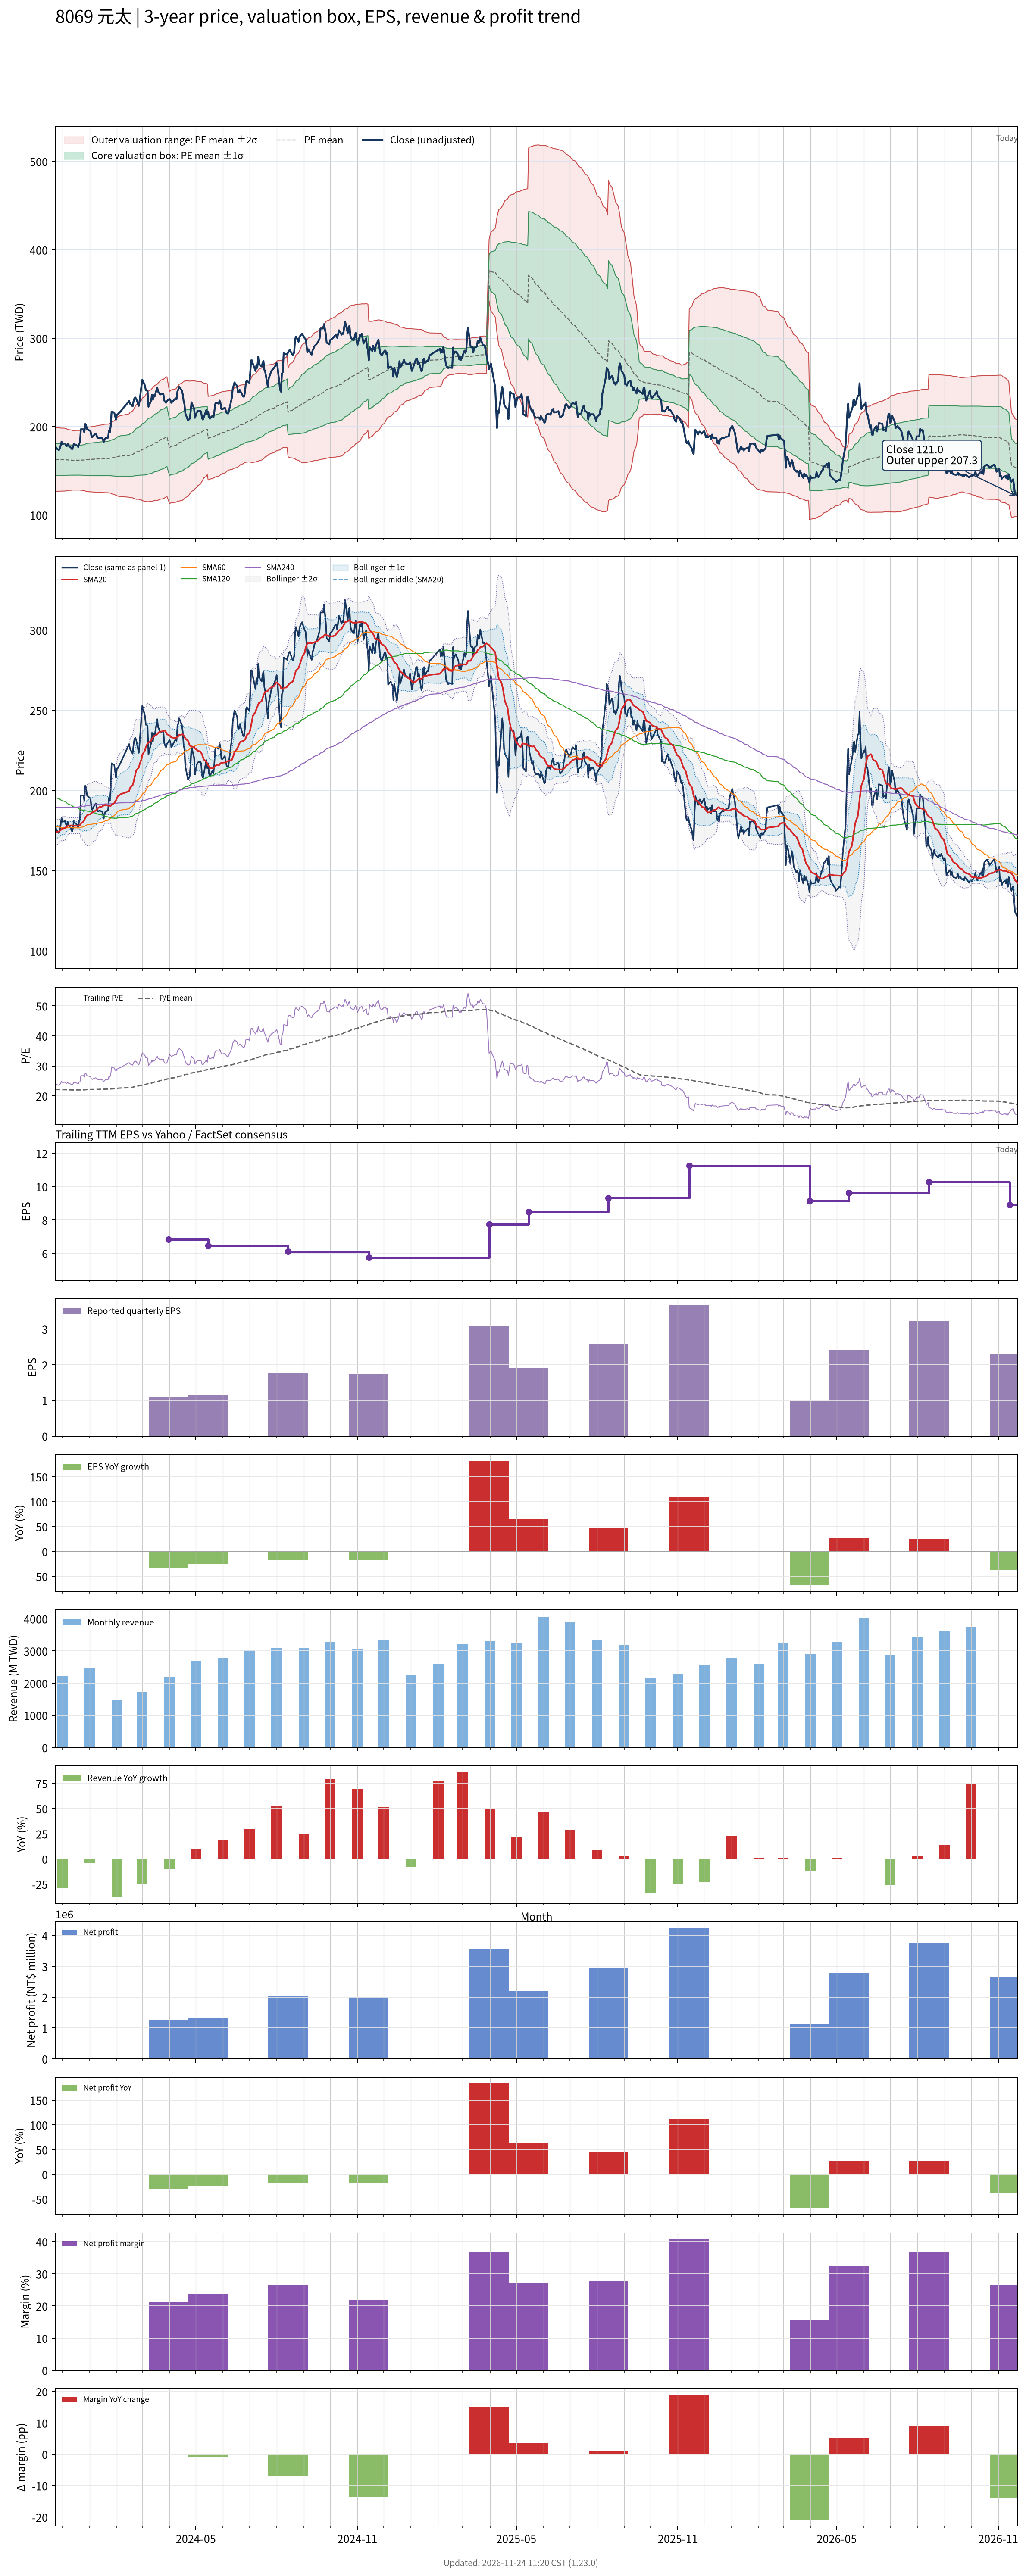 8069 元太 | 3-year price, valuation box, EPS, revenue & profit trend
Outer valuation range: PE mean ±2σ
Core valuation box: PE mean ±1σ
PE mean
Close (unadjusted)
Today
Price (TWD)
500
400
300
200
100
Close 121.0
Outer upper 207.3
Close (same as panel 1)
SMA20
SMA60
SMA120
SMA240
Bollinger ±2σ
Bollinger ±1σ
Bollinger middle (SMA20)
Price
300
250
200
150
100
Trailing P/E
P/E mean
P/E
50
40
30
20
Trailing TTM EPS vs Yahoo / FactSet consensus
Today
EPS
12
10
8
6
Reported quarterly EPS
EPS
3
2
1
0
EPS YoY growth
YoY (%)
150
100
50
0
-50
Monthly revenue
Revenue (M TWD)
4000
3000
2000
1000
0
Revenue YoY growth
YoY (%)
75
50
25
0
-25
Month
1e6
Net profit
Net profit (NT$ million)
4
3
2
1
0
Net profit YoY
YoY (%)
150
100
50
0
-50
Net profit margin
Margin (%)
40
30
20
10
0
Margin YoY change
Δ margin (pp)
20
10
0
-10
-20
2024-05
2024-11
2025-05
2025-11
2026-05
2026-11
Updated: 2026-11-24 11:20 CST (1.23.0)